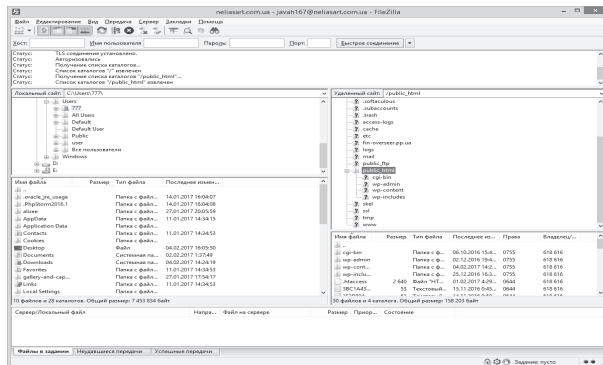 neliasart.com.ua - javah167@neliasart.com.ua - FileZilla
Файл Редактирование Вид Передача Сервер Закладки Помощь
Хост: Имя пользователя Пароль: Порт: Быстрое соединение
Статус: TLS соединение установлено.
Статус: Авторизовались
Статус: Получение списка каталогов...
Статус: Список каталогов "/" извлечен
Статус: Получение списка каталогов "/public_html"...
Статус: Список каталогов "/public_html" извлечен
Локальный сайт: C:\Users\777\
Users
777
All Users
Default
Default User
Public
user
Все пользователи
Windows
D:
E:
Имя файла Размер Тип файла Последнее измен...
..
.oracle_jre_usage Папка с файл... 14.01.2017 16:04:07
.PhpStorm2016.1 Папка с файл... 14.01.2017 16:04:08
alizee Папка с файл... 27.01.2017 20:05:59
AppData Папка с файл... 11.01.2017 14:34:15
Application Data Папка с файл...
Contacts Папка с файл... 11.01.2017 14:34:53
Cookies Папка с файл...
Desktop Файл 04.02.2017 16:05:50
Documents Системная па... 02.02.2017 1:37:49
Downloads Системная па... 04.02.2017 14:24:19
Favorites Папка с файл... 11.01.2017 14:34:53
gallery-and-cap... Папка с файл... 27.01.2017 17:54:17
Links Папка с файл... 11.01.2017 14:34:53
Local Settings Папка с файл...
10 файлов и 28 каталогов. Общий размер: 7 453 834 байт
Удаленный сайт: /public_html
.softaculous
.subaccounts
.trash
access-logs
cache
etc
fin-overseer.pp.ua
logs
mail
public_ftp
public_html
cgi-bin
wp-admin
wp-content
wp-includes
skel
ssl
tmp
www
Имя файла Размер Тип файла Последнее из... Права Владелец/...
..
cgi-bin Папка с ф... 06.10.2016 15:4... 0755 618 616
wp-admin Папка с ф... 02.12.2016 19:4... 0755 618 616
wp-cont... Папка с ф... 04.02.2017 14:2... 0755 618 616
wp-inclu... Папка с ф... 25.12.2016 16:3... 0755 618 616
.htaccess 2 640 Файл "HT... 01.02.2017 4:29... 0644 618 616
3BC1A43... 53 Текстовый... 15.11.2016 0:45... 0644 618 616
30 файлов и 4 каталога. Общий размер: 158 203 байт
Сервер/Локальный файл Напра... Файл на сервере Размер Приор... Состояние
Файлы в задании Неудавшиеся передачи Успешные передачи
Задание: пусто